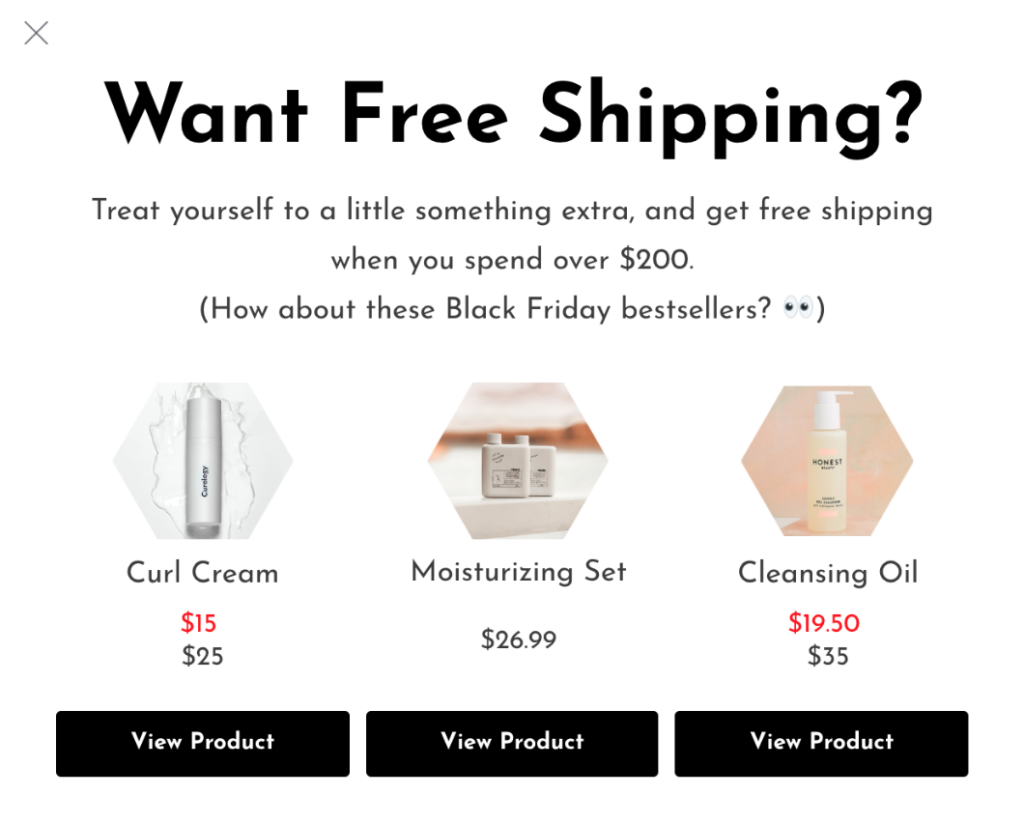 Want Free Shipping?
Treat yourself to a little something extra, and get free shipping
when you spend over $200.
(How about these Black Friday bestsellers? 👀)
Curology
HONEST
BEAUTY
Curl Cream
Moisturizing Set
Cleansing Oil
$15
$25
$26.99
$19.50
$35
View Product
View Product
View Product